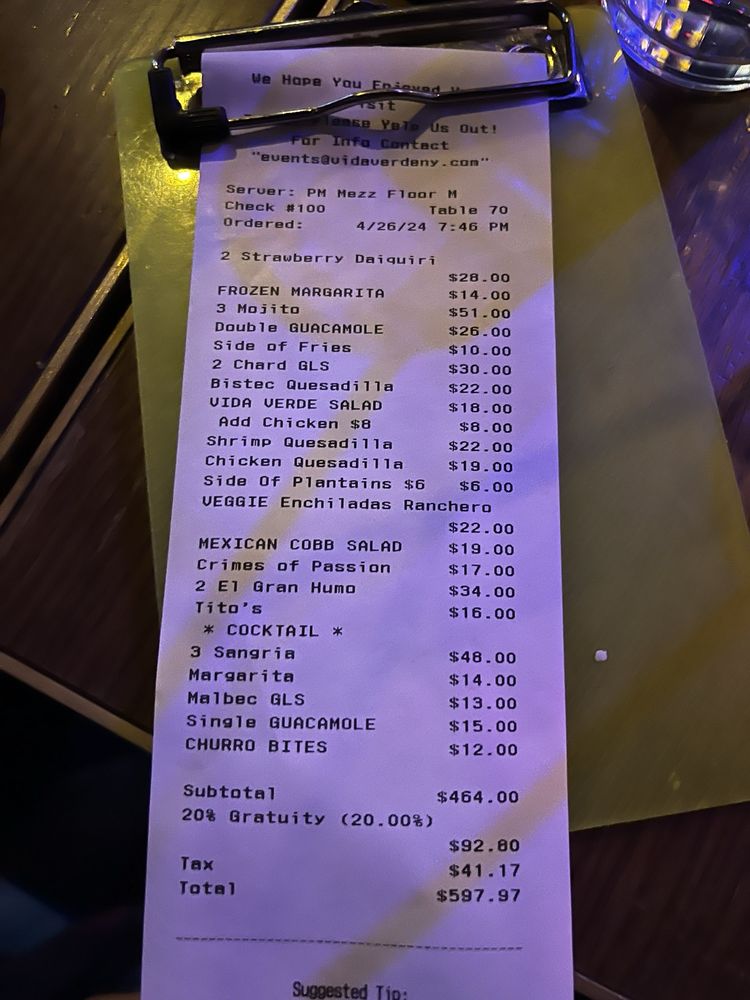 We Hope You Enjoyed
isit
Please Yelp Us Out!
For Info Contact
"events@vidaverdeny.com"
Server: PM Mezz Floor M
Check #100 Table 70
Ordered: 4/26/24 7:46 PM
2 Strawberry Daiquiri
$28.00
FROZEN MARGARITA $14.00
3 Mojito $51.00
Double GUACAMOLE $26.00
Side of Fries $10.00
2 Chard GLS $30.00
Bistec Quesadilla $22.00
VIDA VERDE SALAD $18.00
Add Chicken $8 $8.00
Shrimp Quesadilla $22.00
Chicken Quesadilla $19.00
Side Of Plantains $6 $6.00
VEGGIE Enchiladas Ranchero
$22.00
MEXICAN COBB SALAD $19.00
Crimes of Passion $17.00
2 El Gran Humo $34.00
Tito's $16.00
* COCKTAIL *
3 Sangria $48.00
Margarita $14.00
Malbec GLS $13.00
Single GUACAMOLE $15.00
CHURRO BITES $12.00
Subtotal $464.00
20% Gratuity (20.00%)
$92.80
Tax $41.17
Total $597.97
Suggested Tip: